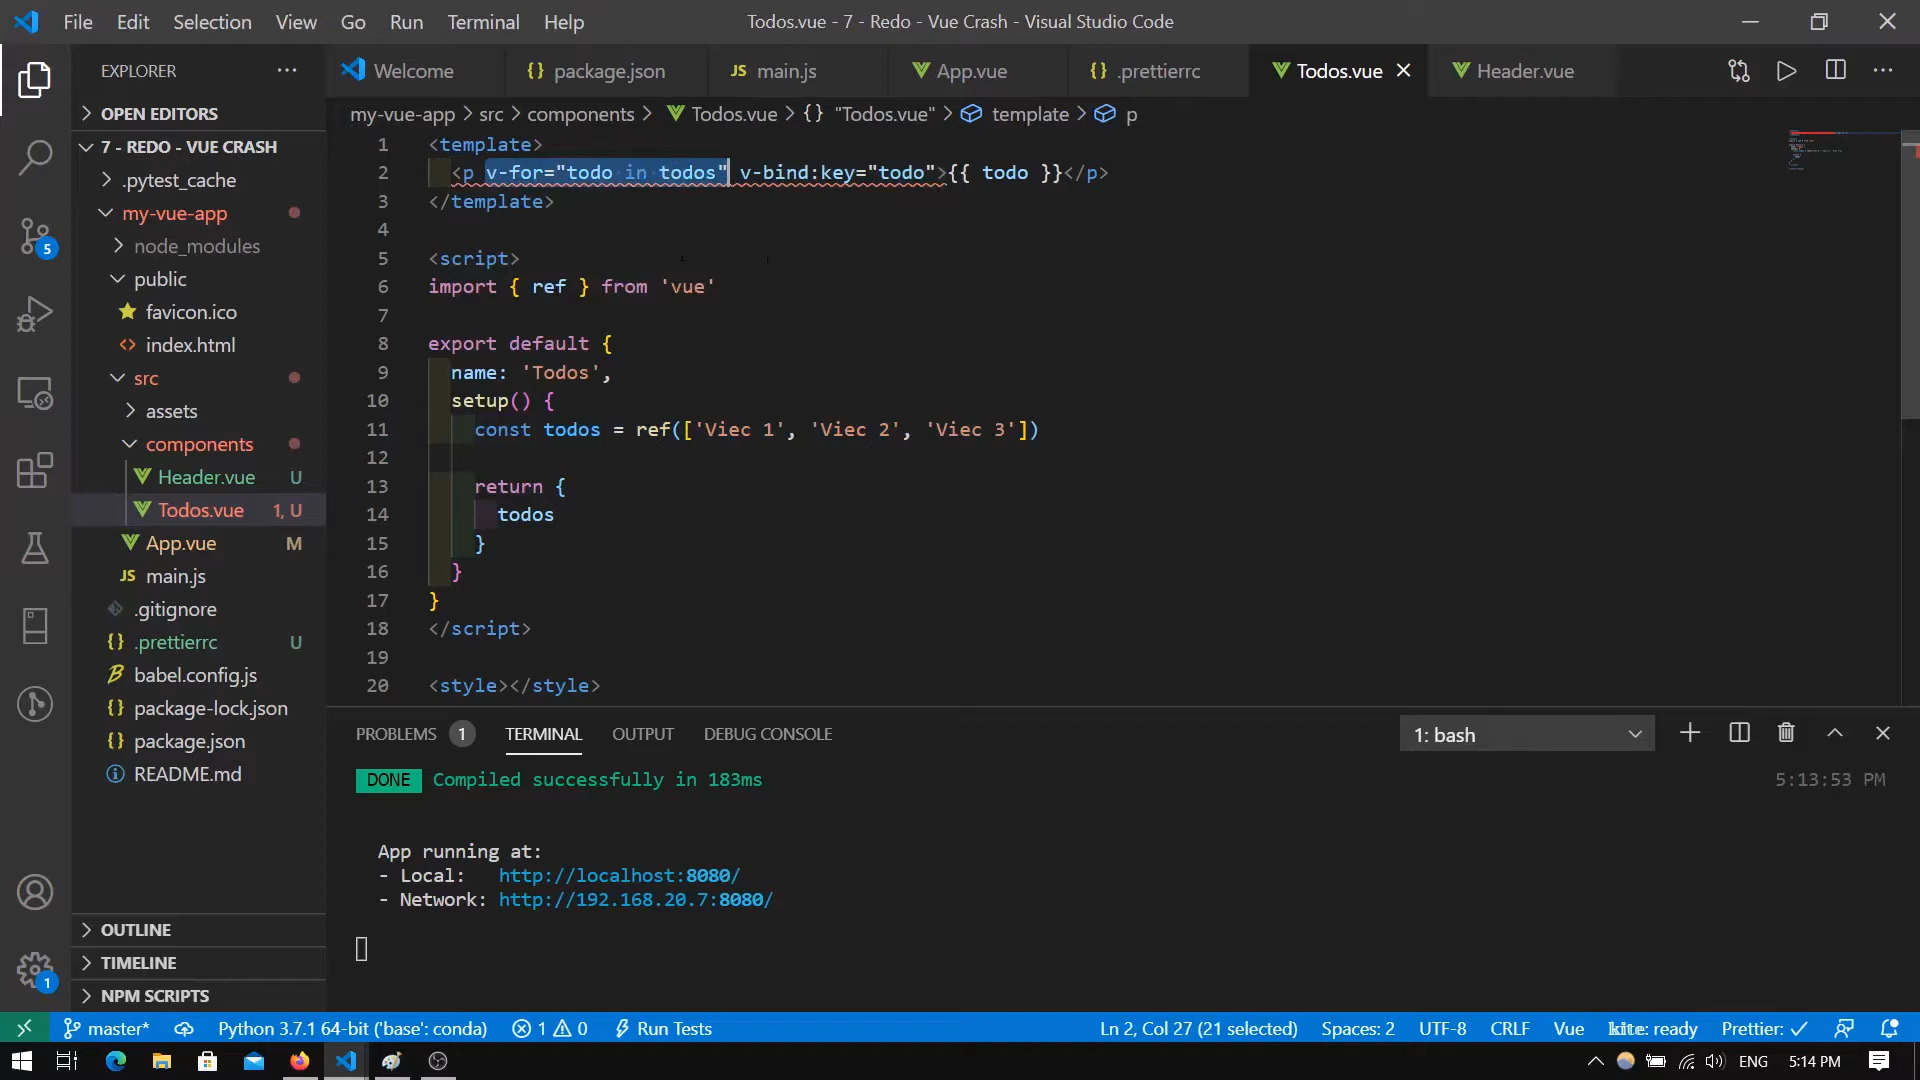 File Edit Selection View Go Run Terminal Help
Todos.vue - 7 - Redo - Vue Crash - Visual Studio Code
EXPLORER
Welcome
{} package.json
JS main.js
App.vue
{} .prettierrc
Todos.vue
Header.vue
OPEN EDITORS
7 - REDO - VUE CRASH
.pytest_cache
my-vue-app
node_modules
public
favicon.ico
<> index.html
src
assets
components
Header.vue U
Todos.vue 1, U
App.vue M
JS main.js
.gitignore
{} .prettierrc U
babel.config.js
{} package-lock.json
{} package.json
README.md
OUTLINE
TIMELINE
NPM SCRIPTS
5
1
my-vue-app > src > components > Todos.vue > {} "Todos.vue" > template > p
1 <template>
2 <p v-for="todo in todos" v-bind:key="todo">{{ todo }}</p>
3 </template>
4
5 <script>
6 import { ref } from 'vue'
7
8 export default {
9 name: 'Todos',
10 setup() {
11 const todos = ref(['Viec 1', 'Viec 2', 'Viec 3'])
12
13 return {
14 todos
15 }
16 }
17 }
18 </script>
19
20 <style></style>
PROBLEMS 1 TERMINAL OUTPUT DEBUG CONSOLE 1: bash
DONE Compiled successfully in 183ms 5:13:53 PM
App running at:
- Local: http://localhost:8080/
- Network: http://192.168.20.7:8080/
master* Python 3.7.1 64-bit ('base': conda) 1 0 Run Tests Ln 2, Col 27 (21 selected) Spaces: 2 UTF-8 CRLF Vue kite: ready Prettier: ✓
ENG 5:14 PM